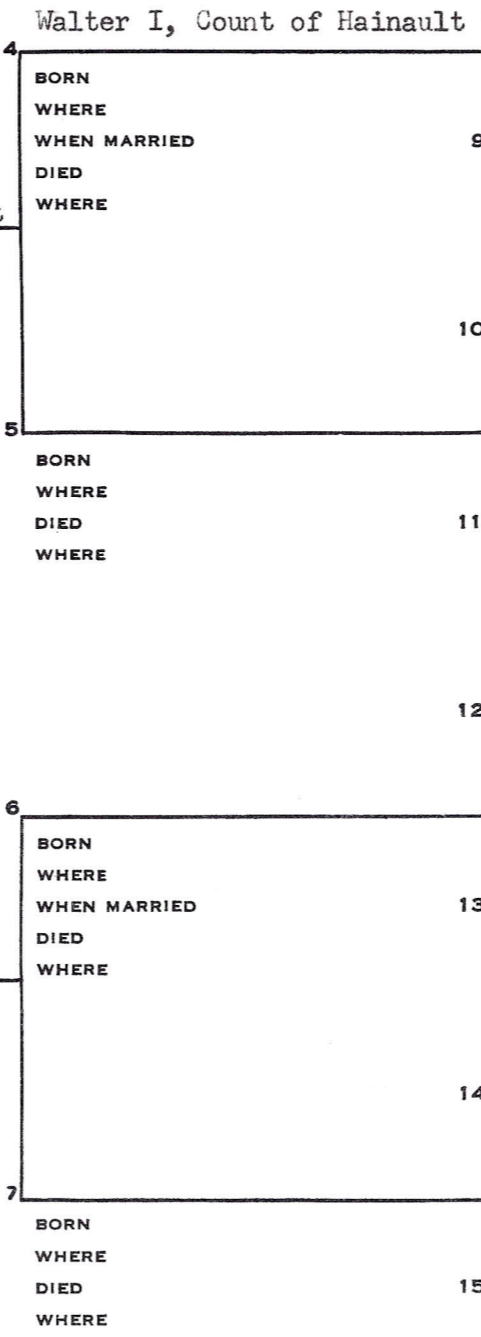 Walter I, Count of Hainault
4
BORN
WHERE
WHEN MARRIED
9
DIED
WHERE
10
5
BORN
WHERE
DIED
11
WHERE
12
6
BORN
WHERE
WHEN MARRIED
13
DIED
WHERE
14
7
BORN
WHERE
DIED
15
WHERE